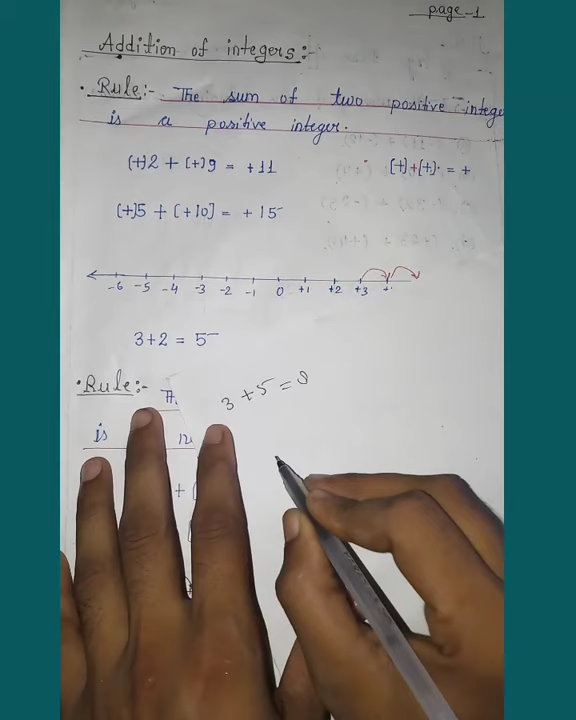 page-1
Addition of integers:-
• Rule:- The sum of two positive intege
is a positive integer.
(+)2 + (+)9 = +11
(+)+(+) = +
(+)5 + (+10) = +15
-6 -5 -4 -3 -2 -1 0 +1 +2 +3
3+2 = 5
• Rule:-
3+5=8
is
+ (